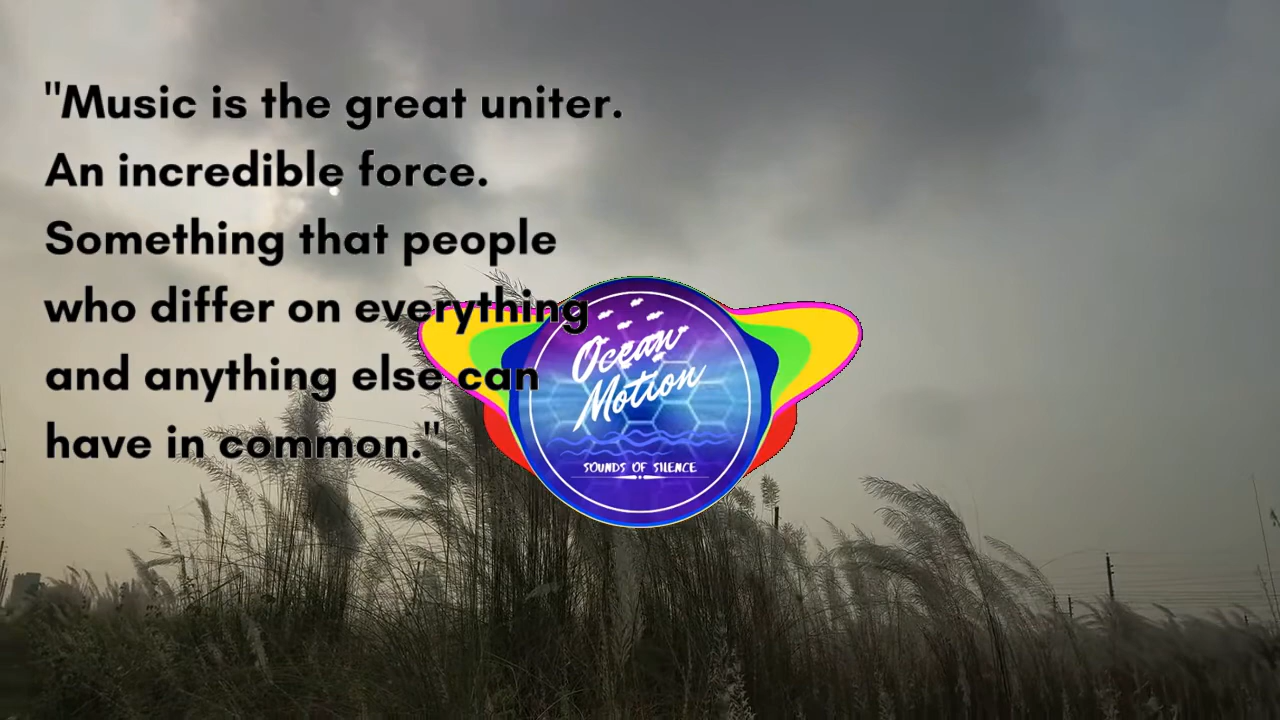 "Music is the great uniter.
An incredible force.
Something that people
who differ on everything
and anything else can
have in common."
Ocean
Motion
SOUNDS OF SILENCE